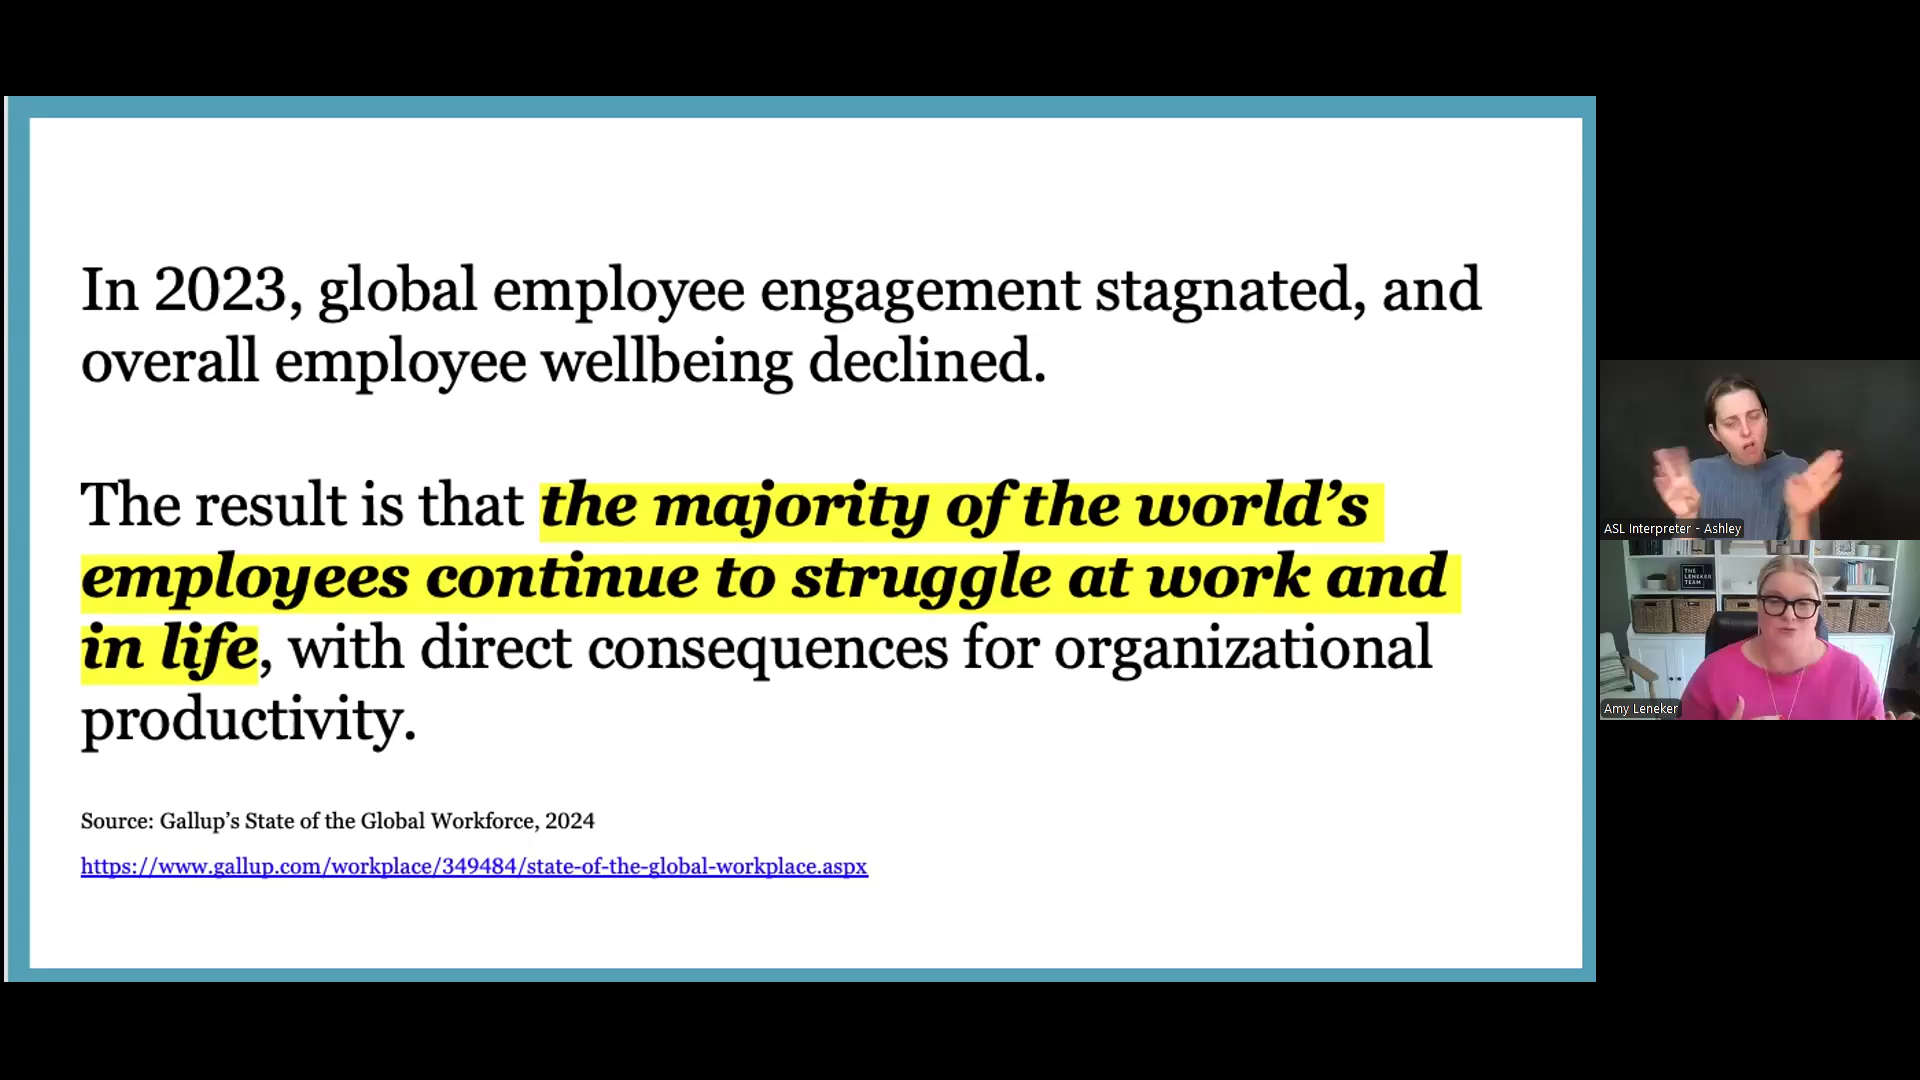 In 2023, global employee engagement stagnated, and
overall employee wellbeing declined.
The result is that the majority of the world’s
employees continue to struggle at work and
in life, with direct consequences for organizational
productivity.
Source: Gallup’s State of the Global Workforce, 2024
https://www.gallup.com/workplace/349484/state-of-the-global-workplace.aspx
ASL Interpreter - Ashley
THE
LENEKER
TEAM
Amy Leneker